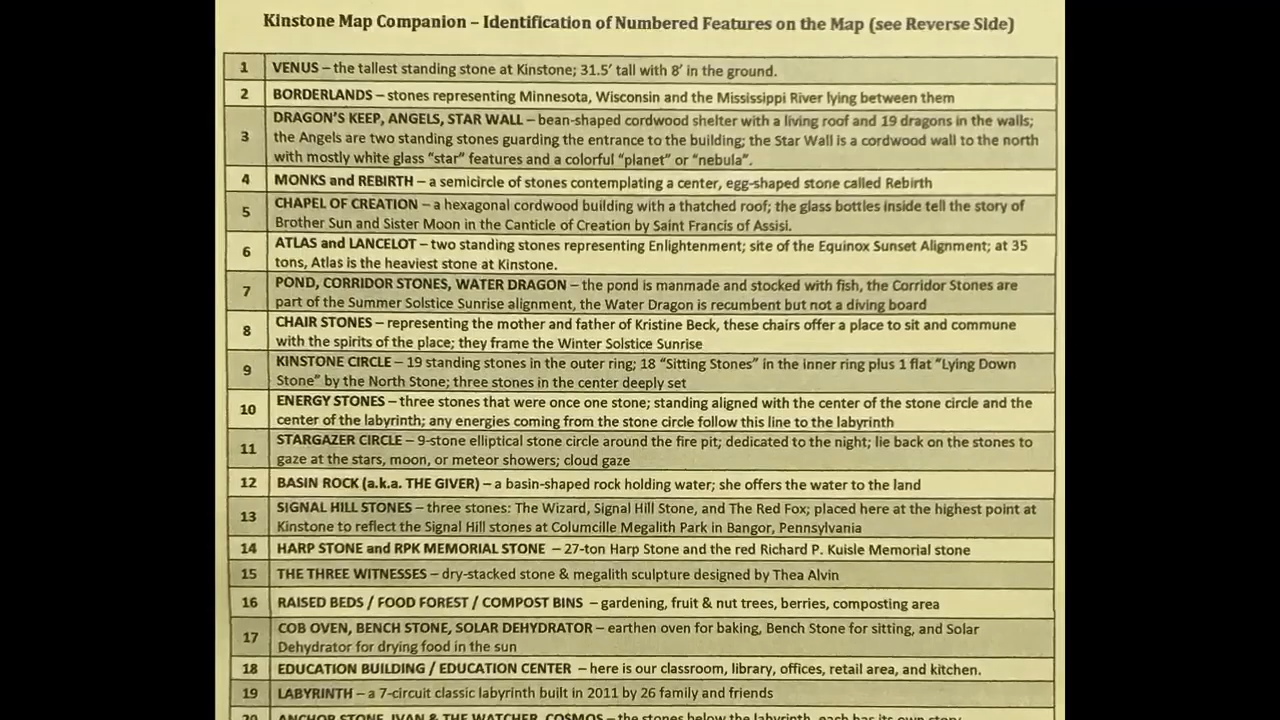 Kinstone Map Companion – Identification of Numbered Features on the Map (see Reverse Side)
1 VENUS – the tallest standing stone at Kinstone; 31.5' tall with 8' in the ground.
2 BORDERLANDS – stones representing Minnesota, Wisconsin and the Mississippi River lying between them
DRAGON'S KEEP, ANGELS, STAR WALL – bean-shaped cordwood shelter with a living roof and 19 dragons in the walls;
3 the Angels are two standing stones guarding the entrance to the building; the Star Wall is a cordwood wall to the north
with mostly white glass "star" features and a colorful "planet" or "nebula".
4 MONKS and REBIRTH – a semicircle of stones contemplating a center, egg-shaped stone called Rebirth
5 CHAPEL OF CREATION – a hexagonal cordwood building with a thatched roof; the glass bottles inside tell the story of
Brother Sun and Sister Moon in the Canticle of Creation by Saint Francis of Assisi.
6 ATLAS and LANCELOT – two standing stones representing Enlightenment; site of the Equinox Sunset Alignment; at 35
tons, Atlas is the heaviest stone at Kinstone.
7 POND, CORRIDOR STONES, WATER DRAGON – the pond is manmade and stocked with fish, the Corridor Stones are
part of the Summer Solstice Sunrise alignment, the Water Dragon is recumbent but not a diving board
8 CHAIR STONES – representing the mother and father of Kristine Beck, these chairs offer a place to sit and commune
with the spirits of the place; they frame the Winter Solstice Sunrise
9 KINSTONE CIRCLE – 19 standing stones in the outer ring; 18 "Sitting Stones" in the inner ring plus 1 flat "Lying Down
Stone" by the North Stone; three stones in the center deeply set
10 ENERGY STONES – three stones that were once one stone; standing aligned with the center of the stone circle and the
center of the labyrinth; any energies coming from the stone circle follow this line to the labyrinth
11 STARGAZER CIRCLE – 9-stone elliptical stone circle around the fire pit; dedicated to the night; lie back on the stones to
gaze at the stars, moon, or meteor showers; cloud gaze
12 BASIN ROCK (a.k.a. THE GIVER) – a basin-shaped rock holding water; she offers the water to the land
13 SIGNAL HILL STONES – three stones: The Wizard, Signal Hill Stone, and The Red Fox; placed here at the highest point at
Kinstone to reflect the Signal Hill stones at Columcille Megalith Park in Bangor, Pennsylvania
14 HARP STONE and RPK MEMORIAL STONE – 27-ton Harp Stone and the red Richard P. Kuisle Memorial stone
15 THE THREE WITNESSES – dry-stacked stone & megalith sculpture designed by Thea Alvin
16 RAISED BEDS / FOOD FOREST / COMPOST BINS – gardening, fruit & nut trees, berries, composting area
17 COB OVEN, BENCH STONE, SOLAR DEHYDRATOR – earthen oven for baking, Bench Stone for sitting, and Solar
Dehydrator for drying food in the sun
18 EDUCATION BUILDING / EDUCATION CENTER – here is our classroom, library, offices, retail area, and kitchen.
19 LABYRINTH – a 7-circuit classic labyrinth built in 2011 by 26 family and friends
20 ANCHOR STONE, IVAN & THE WATCHER, COSMOS – the stones below the labyrinth, each has its own story